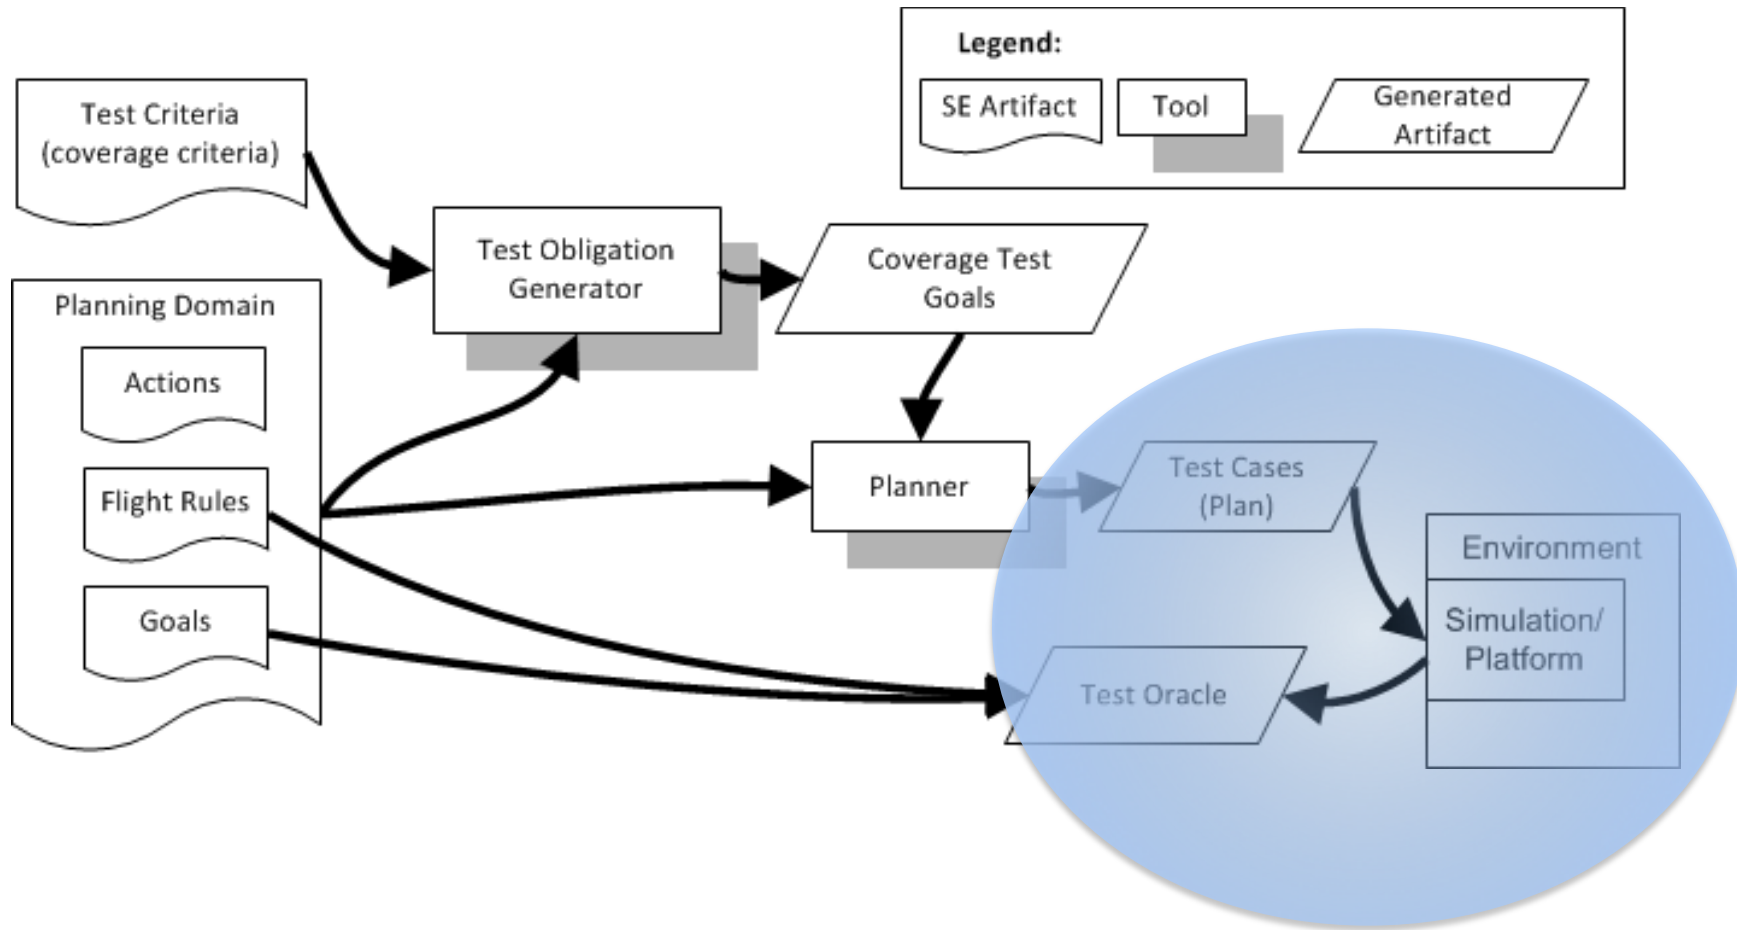 Legend:
SE Artifact
Tool
Generated
Artifact
Test Criteria
(coverage criteria)
Test Obligation
Generator
Coverage Test
Goals
Planning Domain
Actions
Flight Rules
Goals
Planner
Test Cases
(Plan)
Environment
Simulation/
Platform
Test Oracle